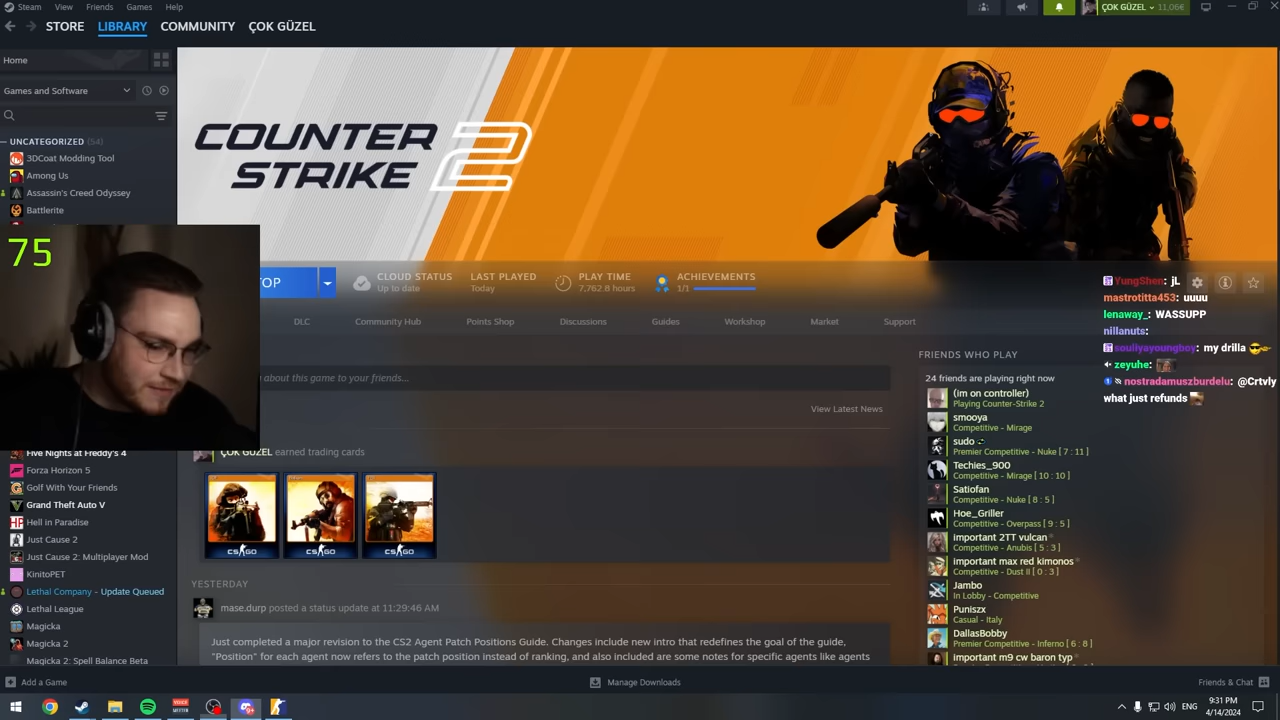 Steam View Friends Games Help
ÇOK GÜZEL 11,06€
STORE LIBRARY COMMUNITY ÇOK GÜZEL
Home
Games and Software
UNCATEGORIZED (54)
3DCoat Modding Tool
Among Us
Assassin's Creed Odyssey
Battlerite
75
Five Nights at Freddy's 4
Forza Horizon 5
Golf With Your Friends
Grand Theft Auto V
Hell in Paradise
Just Cause 2
Just Cause 2: Multiplayer Mod
KinitoPET
Lethal Company - Update Queued
Lethal League
Magicka
Magicka 2
Magicka 2: Spell Balance Beta
COUNTER
STRIKE 2
TOP
CLOUD STATUS
Up to date
LAST PLAYED
Today
PLAY TIME
7,762.8 hours
ACHIEVEMENTS
1/1
DLC Community Hub Points Shop Discussions Guides Workshop Market Support
about this game to your friends...
View Latest News
ÇOK GÜZEL earned trading cards
CS GO
CS GO
CS GO
YESTERDAY
mase.durp posted a status update at 11:29:46 AM
Just completed a major revision to the CS2 Agent Patch Positions Guide. Changes include new intro that redefines the goal of the guide,
"Position" for each agent now refers to the patch position instead of ranking, and also included are some notes for specific agents like agents
FRIENDS WHO PLAY
24 friends are playing right now
(im on controller)
Playing Counter-Strike 2
smooya
Competitive - Mirage
sudo
Premier Competitive - Nuke [ 7 : 11 ]
Techies_900
Competitive - Mirage [ 10 : 10 ]
Satiofan
Competitive - Nuke [ 8 : 5 ]
Hoe_Griller
Competitive - Overpass [ 9 : 5 ]
important 2TT vulcan
Competitive - Anubis [ 5 : 3 ]
important max red kimonos
Competitive - Dust II [ 0 : 3 ]
Jambo
In Lobby - Competitive
Puniszx
Casual - Italy
DallasBobby
Premier Competitive - Inferno [ 6 : 8 ]
important m9 cw baron typ
YungShen: jL
mastrotitta453: uuuu
lenaway_: WASSUPP
nillanuts:
souliyayoungboy: my drilla
zeyuhe:
nostradamuszburdelu: @Crtvly
what just refunds
Add a Game
Manage Downloads
Friends & Chat
ENG
9:31 PM
4/14/2024